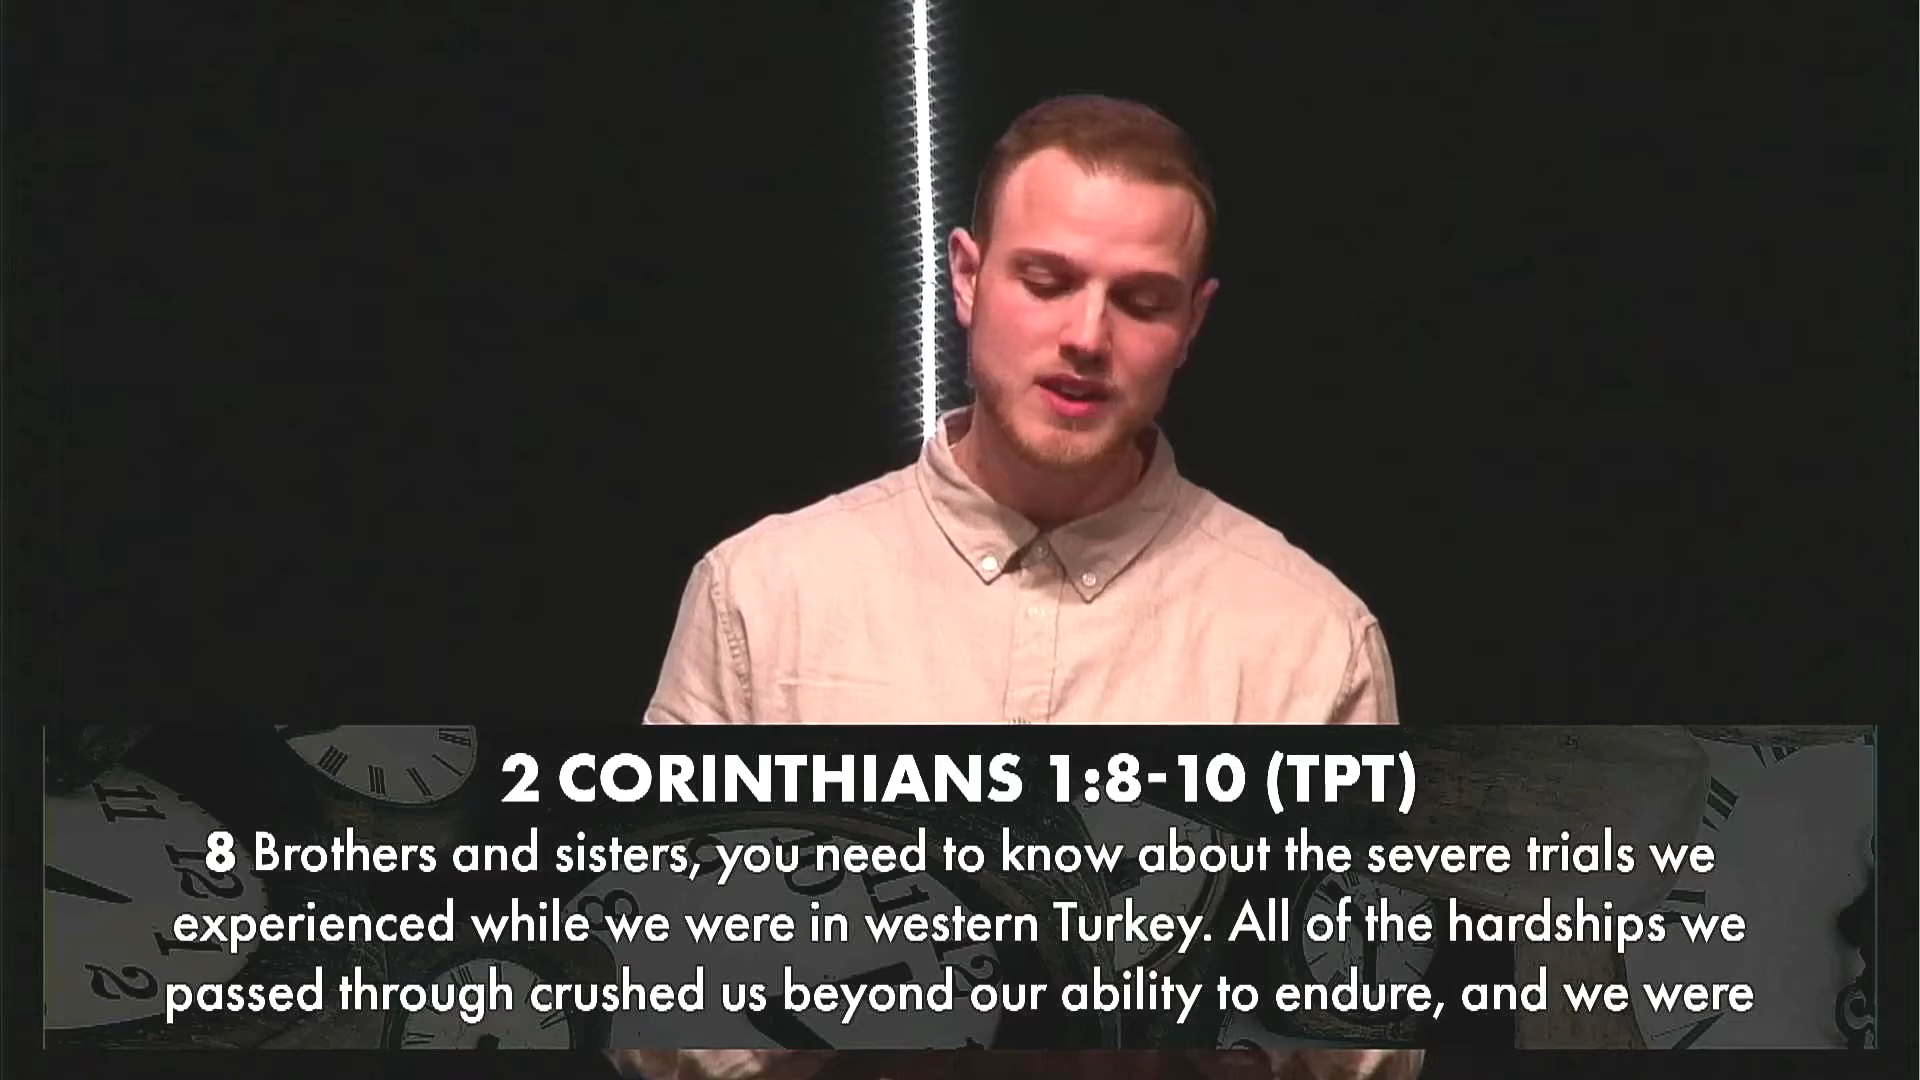 2 CORINTHIANS 1:8-10 (TPT)
8 Brothers and sisters, you need to know about the severe trials we
experienced while we were in western Turkey. All of the hardships we
passed through crushed us beyond our ability to endure, and we were